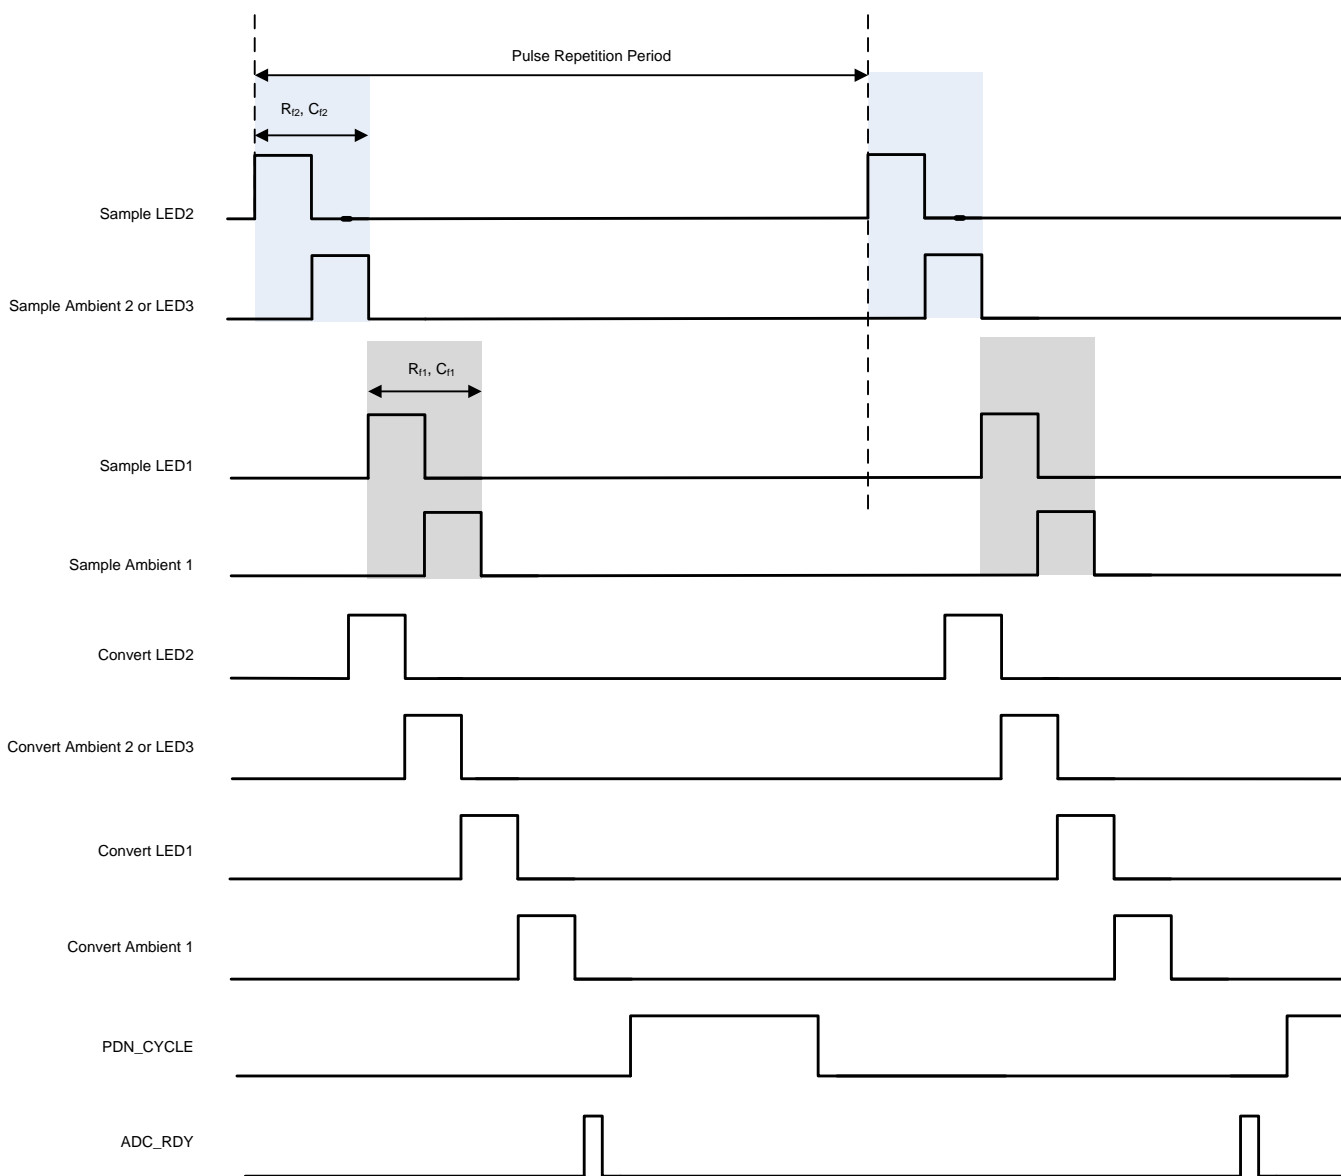 Pulse Repetition Period
Rf2, Cf2
Sample LED2
Sample Ambient 2 or LED3
Rf1, Cf1
Sample LED1
Sample Ambient 1
Convert LED2
Convert Ambient 2 or LED3
Convert LED1
Convert Ambient 1
PDN_CYCLE
ADC_RDY